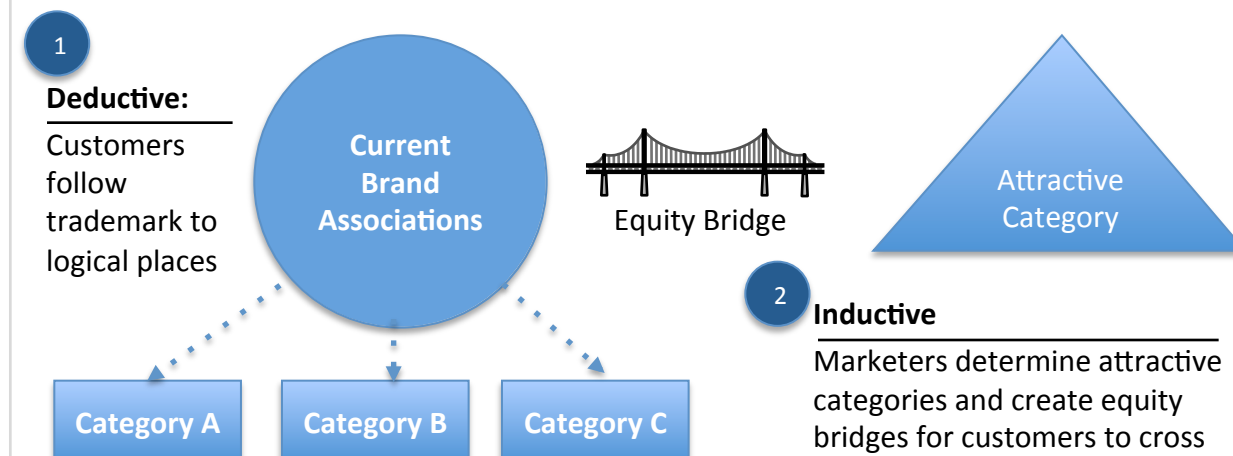 1
Deductive:
Customers
follow
trademark to
logical places
Current
Brand
Associations
Equity Bridge
Attractive
Category
Category A
Category B
Category C
2
Inductive
Marketers determine attractive
categories and create equity
bridges for customers to cross